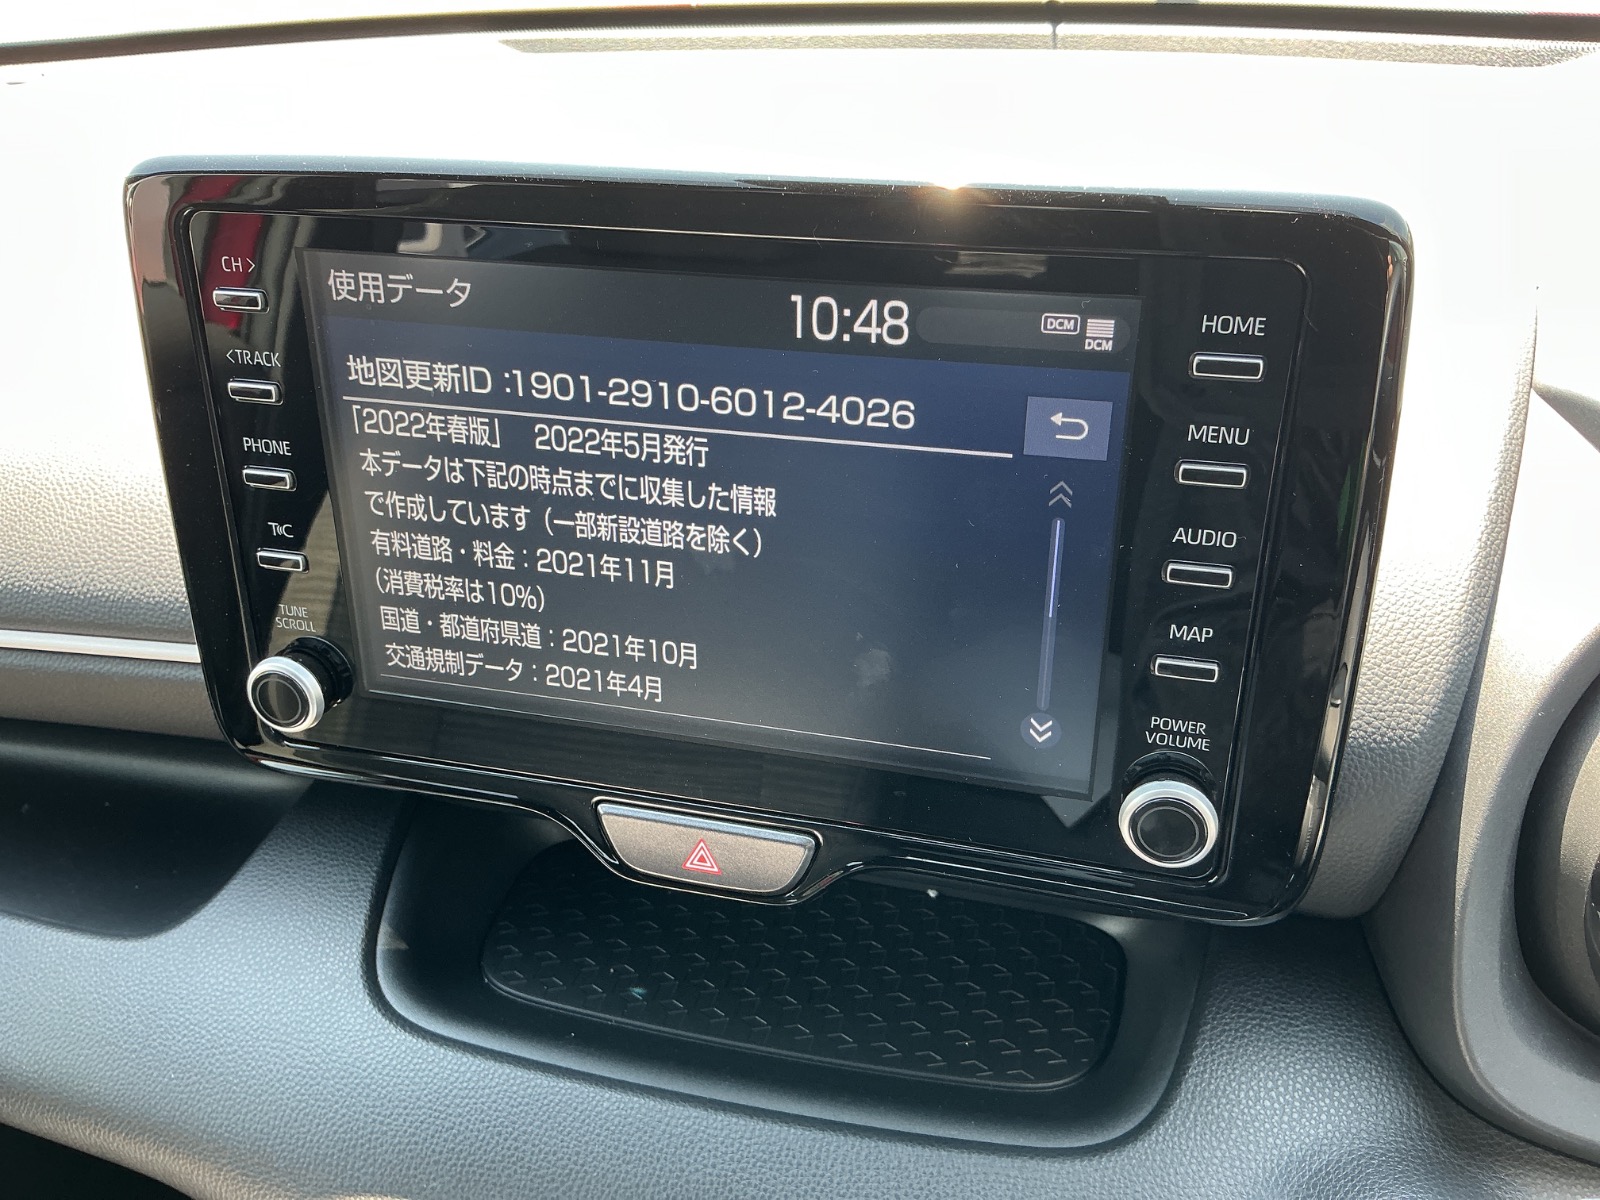 CH >
< TRACK
PHONE
T
C
TUNE
SCROLL
使用データ
10:48
DCM
DCM
地図更新ID :1901-2910-6012-4026
「2022年春版」 2022年5月発行
本データは下記の時点までに収集した情報
で作成しています（一部新設道路を除く）
有料道路・料金：2021年11月
（消費税率は10%）
国道・都道府県道：2021年10月
交通規制データ：2021年4月
HOME
MENU
AUDIO
MAP
POWER
VOLUME